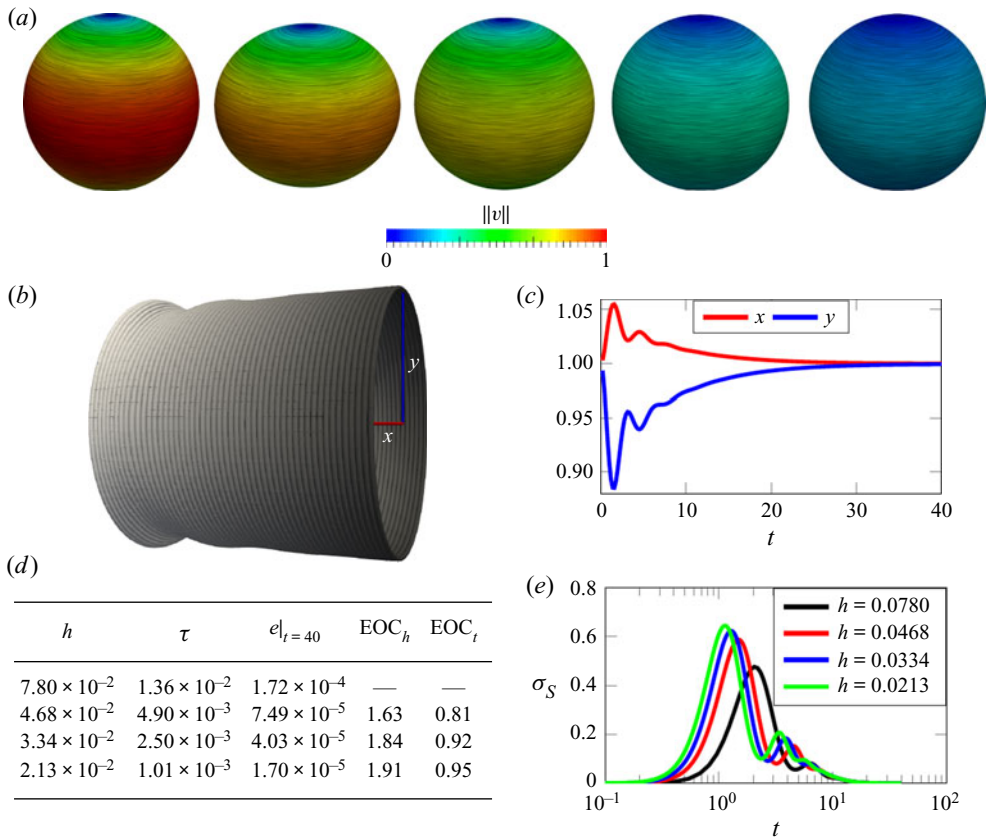 (a)
||v||
0 1
(b)
y
x
(c)
1.05
1.00
0.95
0.90
x y
0 10 20 30 40
t
(d)
h τ e|t = 40 EOCh EOCt
7.80 × 10−2 1.36 × 10−2 1.72 × 10−4 — —
4.68 × 10−2 4.90 × 10−3 7.49 × 10−5 1.63 0.81
3.34 × 10−2 2.50 × 10−3 4.03 × 10−5 1.84 0.92
2.13 × 10−2 1.01 × 10−3 1.70 × 10−5 1.91 0.95
(e)
0.8
0.6
0.4
0.2
0
σS
h = 0.0780
h = 0.0468
h = 0.0334
h = 0.0213
10−1 100 101 102
t